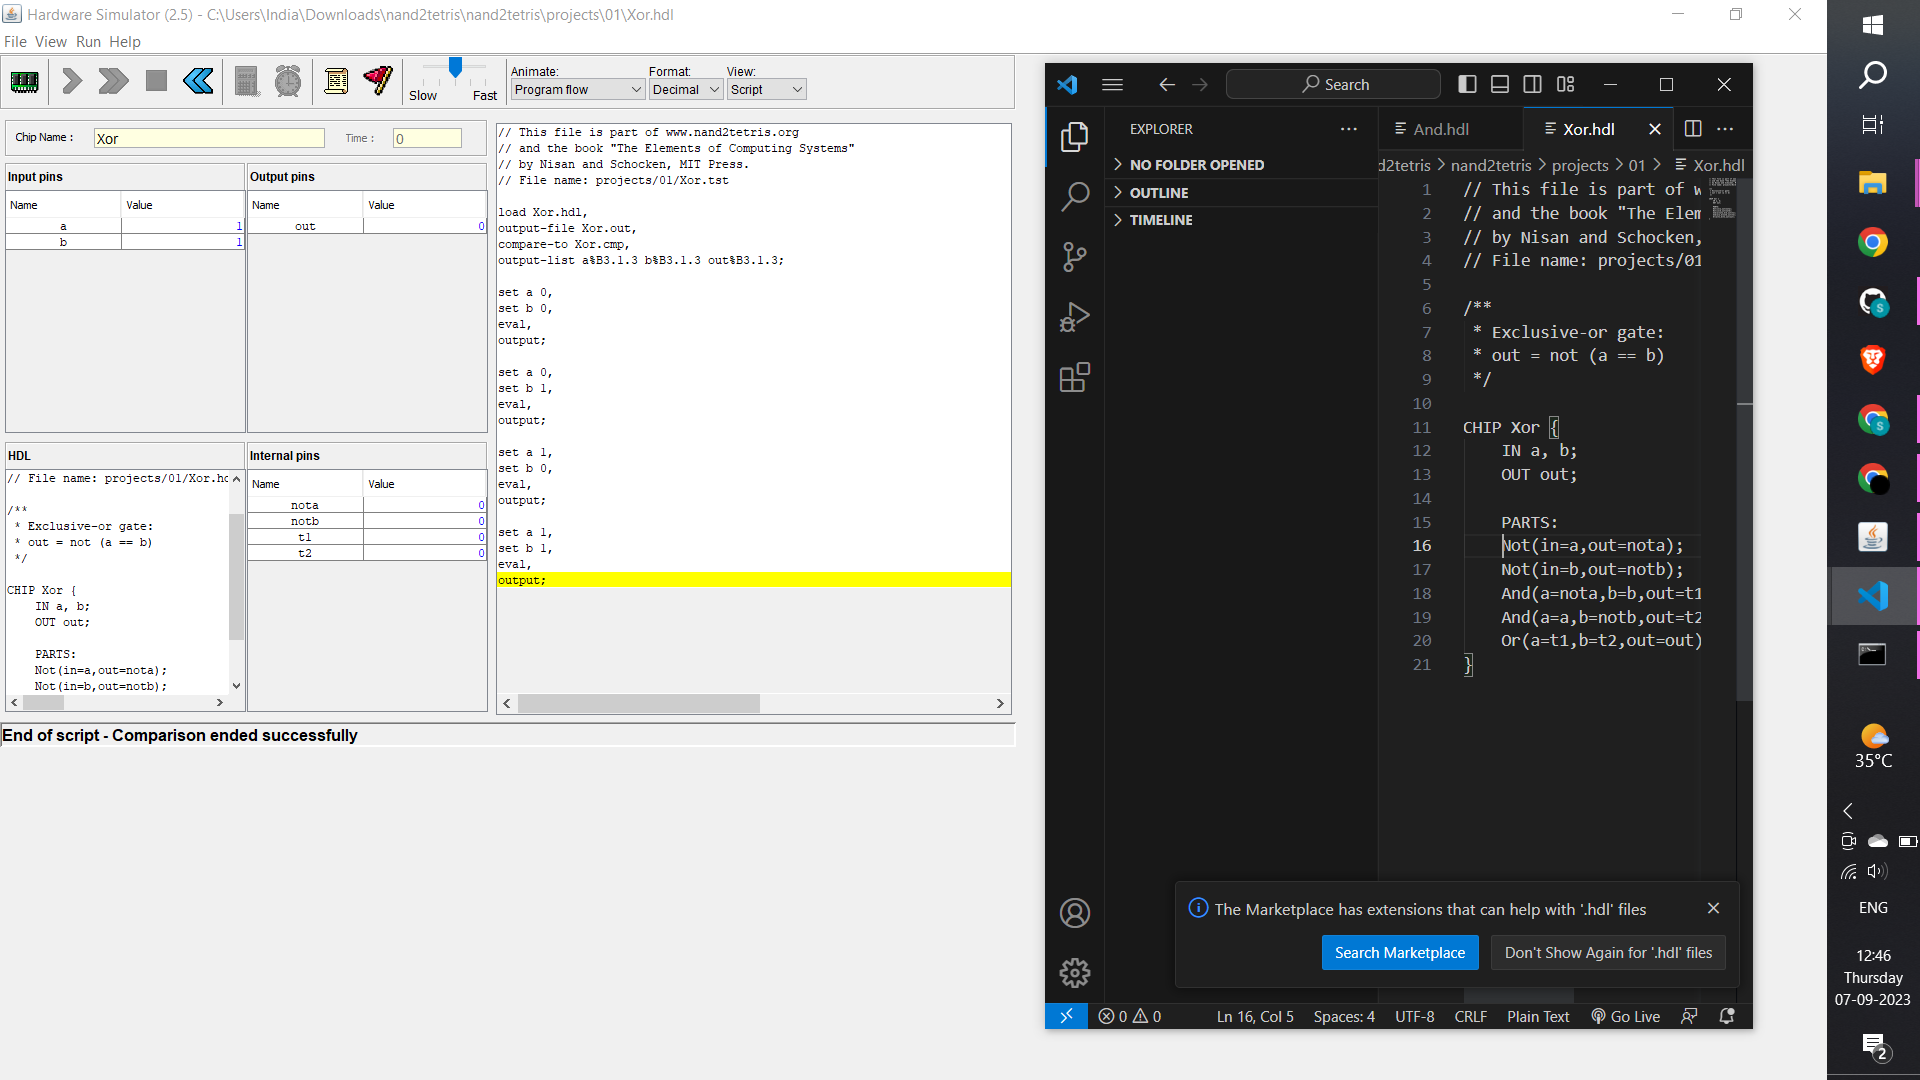 Hardware Simulator (2.5) - C:\Users\India\Downloads\nand2tetris\nand2tetris\projects\01\Xor.hdl
File View Run Help
Slow Fast
Animate:
Program flow
Format:
Decimal
View:
Script
Chip Name :
Xor
Time :
0
Input pins
Name Value
a 1
b 1
Output pins
Name Value
out 0
HDL
// File name: projects/01/Xor.hd
/**
* Exclusive-or gate:
* out = not (a == b)
*/
CHIP Xor {
IN a, b;
OUT out;
PARTS:
Not(in=a,out=nota);
Not(in=b,out=notb);
Internal pins
Name Value
nota 0
notb 0
t1 0
t2 0
// This file is part of www.nand2tetris.org
// and the book "The Elements of Computing Systems"
// by Nisan and Schocken, MIT Press.
// File name: projects/01/Xor.tst
load Xor.hdl,
output-file Xor.out,
compare-to Xor.cmp,
output-list a%B3.1.3 b%B3.1.3 out%B3.1.3;
set a 0,
set b 0,
eval,
output;
set a 0,
set b 1,
eval,
output;
set a 1,
set b 0,
eval,
output;
set a 1,
set b 1,
eval,
output;
End of script - Comparison ended successfully
Search
EXPLORER
NO FOLDER OPENED
OUTLINE
TIMELINE
And.hdl
Xor.hdl
d2tetris > nand2tetris > projects > 01 > Xor.hdl
1 // This file is part of w
2 // and the book "The Elem
3 // by Nisan and Schocken,
4 // File name: projects/01
5
6 /**
7 * Exclusive-or gate:
8 * out = not (a == b)
9 */
10
11 CHIP Xor {
12 IN a, b;
13 OUT out;
14
15 PARTS:
16 Not(in=a,out=nota);
17 Not(in=b,out=notb);
18 And(a=nota,b=b,out=t1
19 And(a=a,b=notb,out=t2
20 Or(a=t1,b=t2,out=out)
21 }
The Marketplace has extensions that can help with '.hdl' files
Search Marketplace
Don't Show Again for '.hdl' files
0 0
Ln 16, Col 5
Spaces: 4
UTF-8
CRLF
Plain Text
Go Live
35°C
ENG
12:46
Thursday
07-09-2023
2